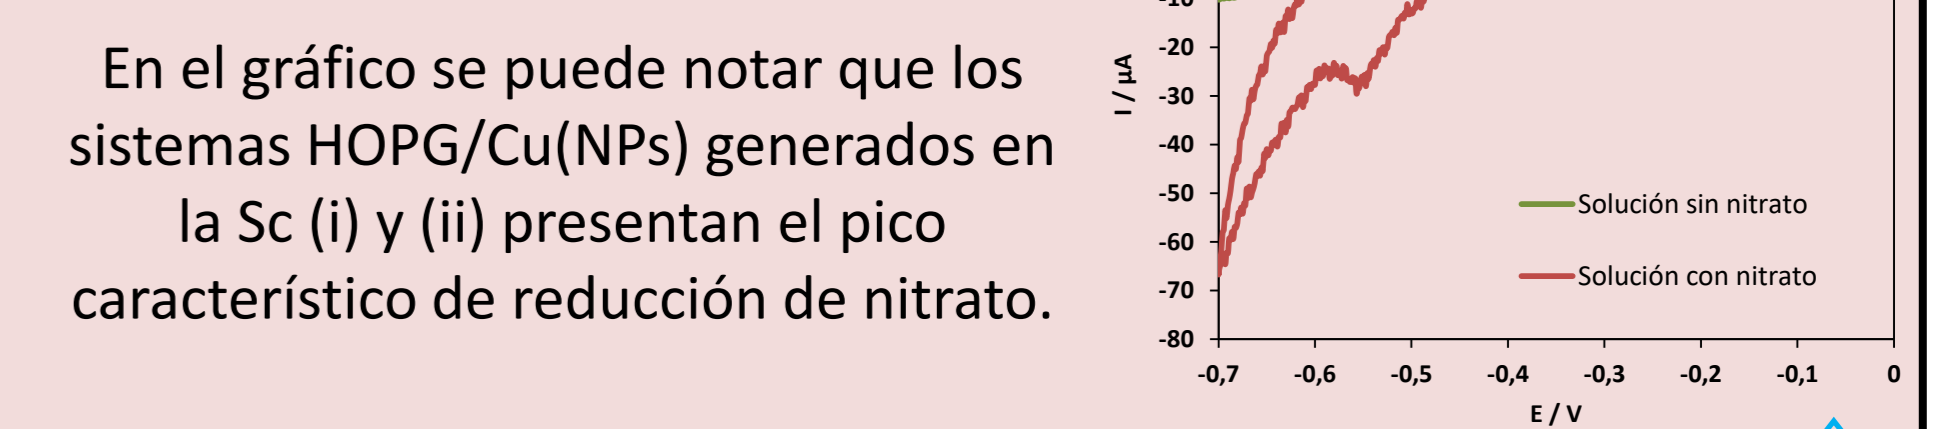 En el gráfico se puede notar que los
sistemas HOPG/Cu(NPs) generados en
la Sc (i) y (ii) presentan el pico
característico de reducción de nitrato.
-20
-30
-40
-50
-60
-70
-80
I / µA
Solución sin nitrato
Solución con nitrato
-0,7 -0,6 -0,5 -0,4 -0,3 -0,2 -0,1 0
E / V